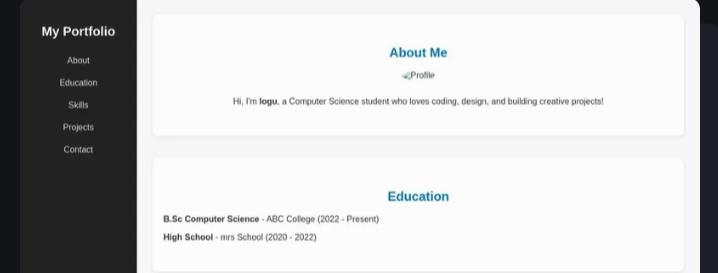 My Portfolio
About
Education
Skills
Projects
Contact
About Me
Profile
Hi, I'm logu, a Computer Science student who loves coding, design, and building creative projects!
Education
B.Sc Computer Science - ABC College (2022 - Present)
High School - mrs School (2020 - 2022)